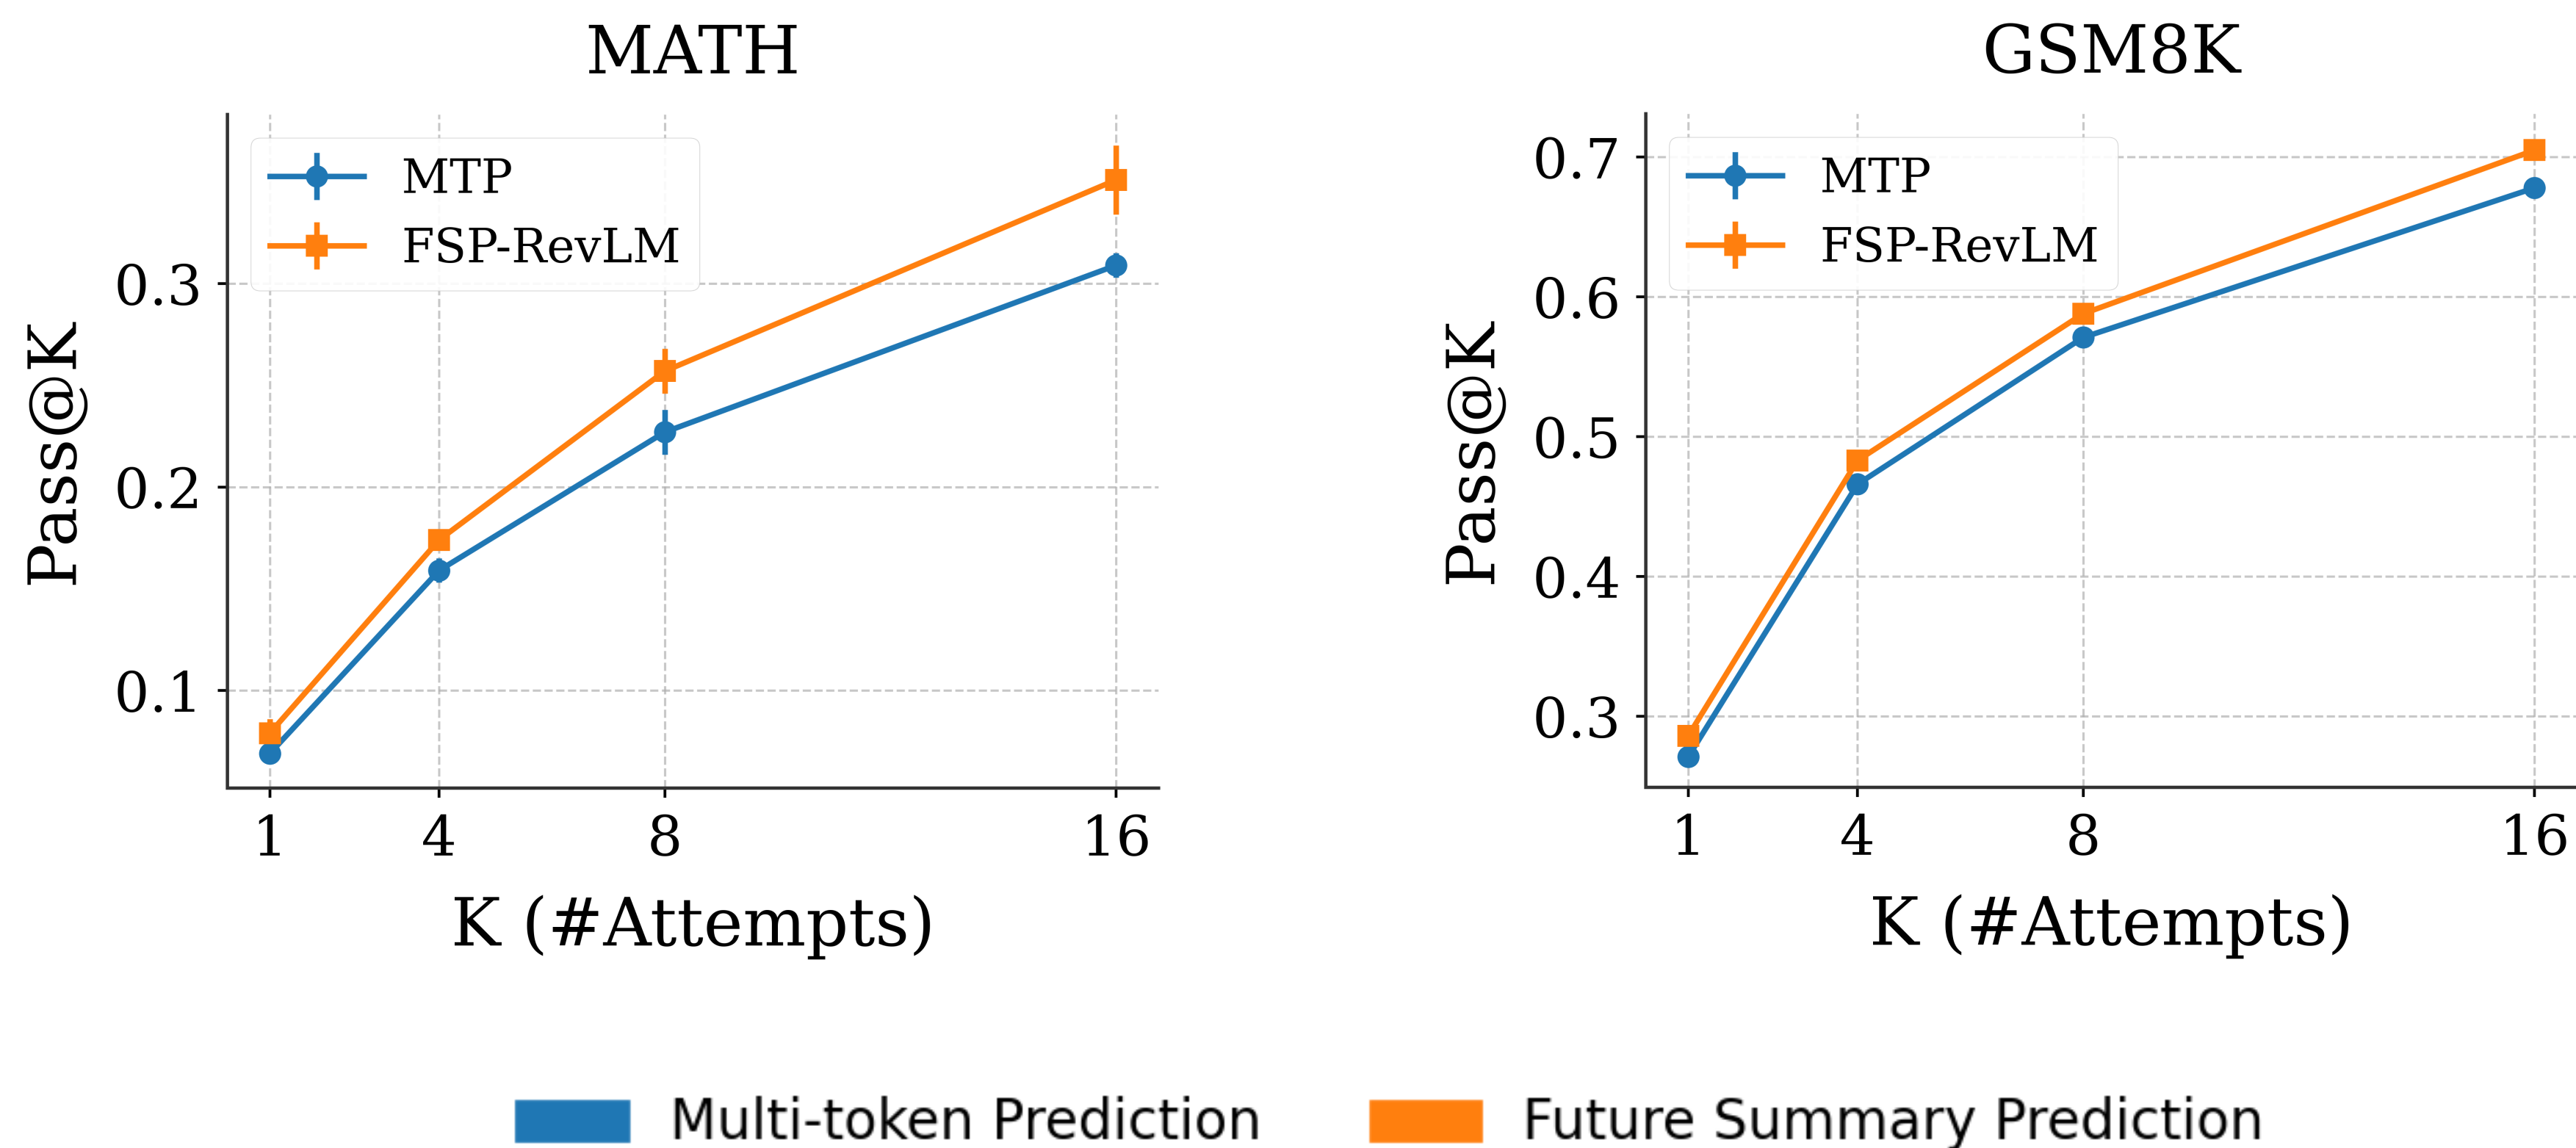 MATH
MTP
FSP-RevLM
Pass@K
0.3
0.2
0.1
1 4 8 16
K (#Attempts)
GSM8K
MTP
FSP-RevLM
Pass@K
0.7
0.6
0.5
0.4
0.3
1 4 8 16
K (#Attempts)
Multi-token Prediction
Future Summary Prediction